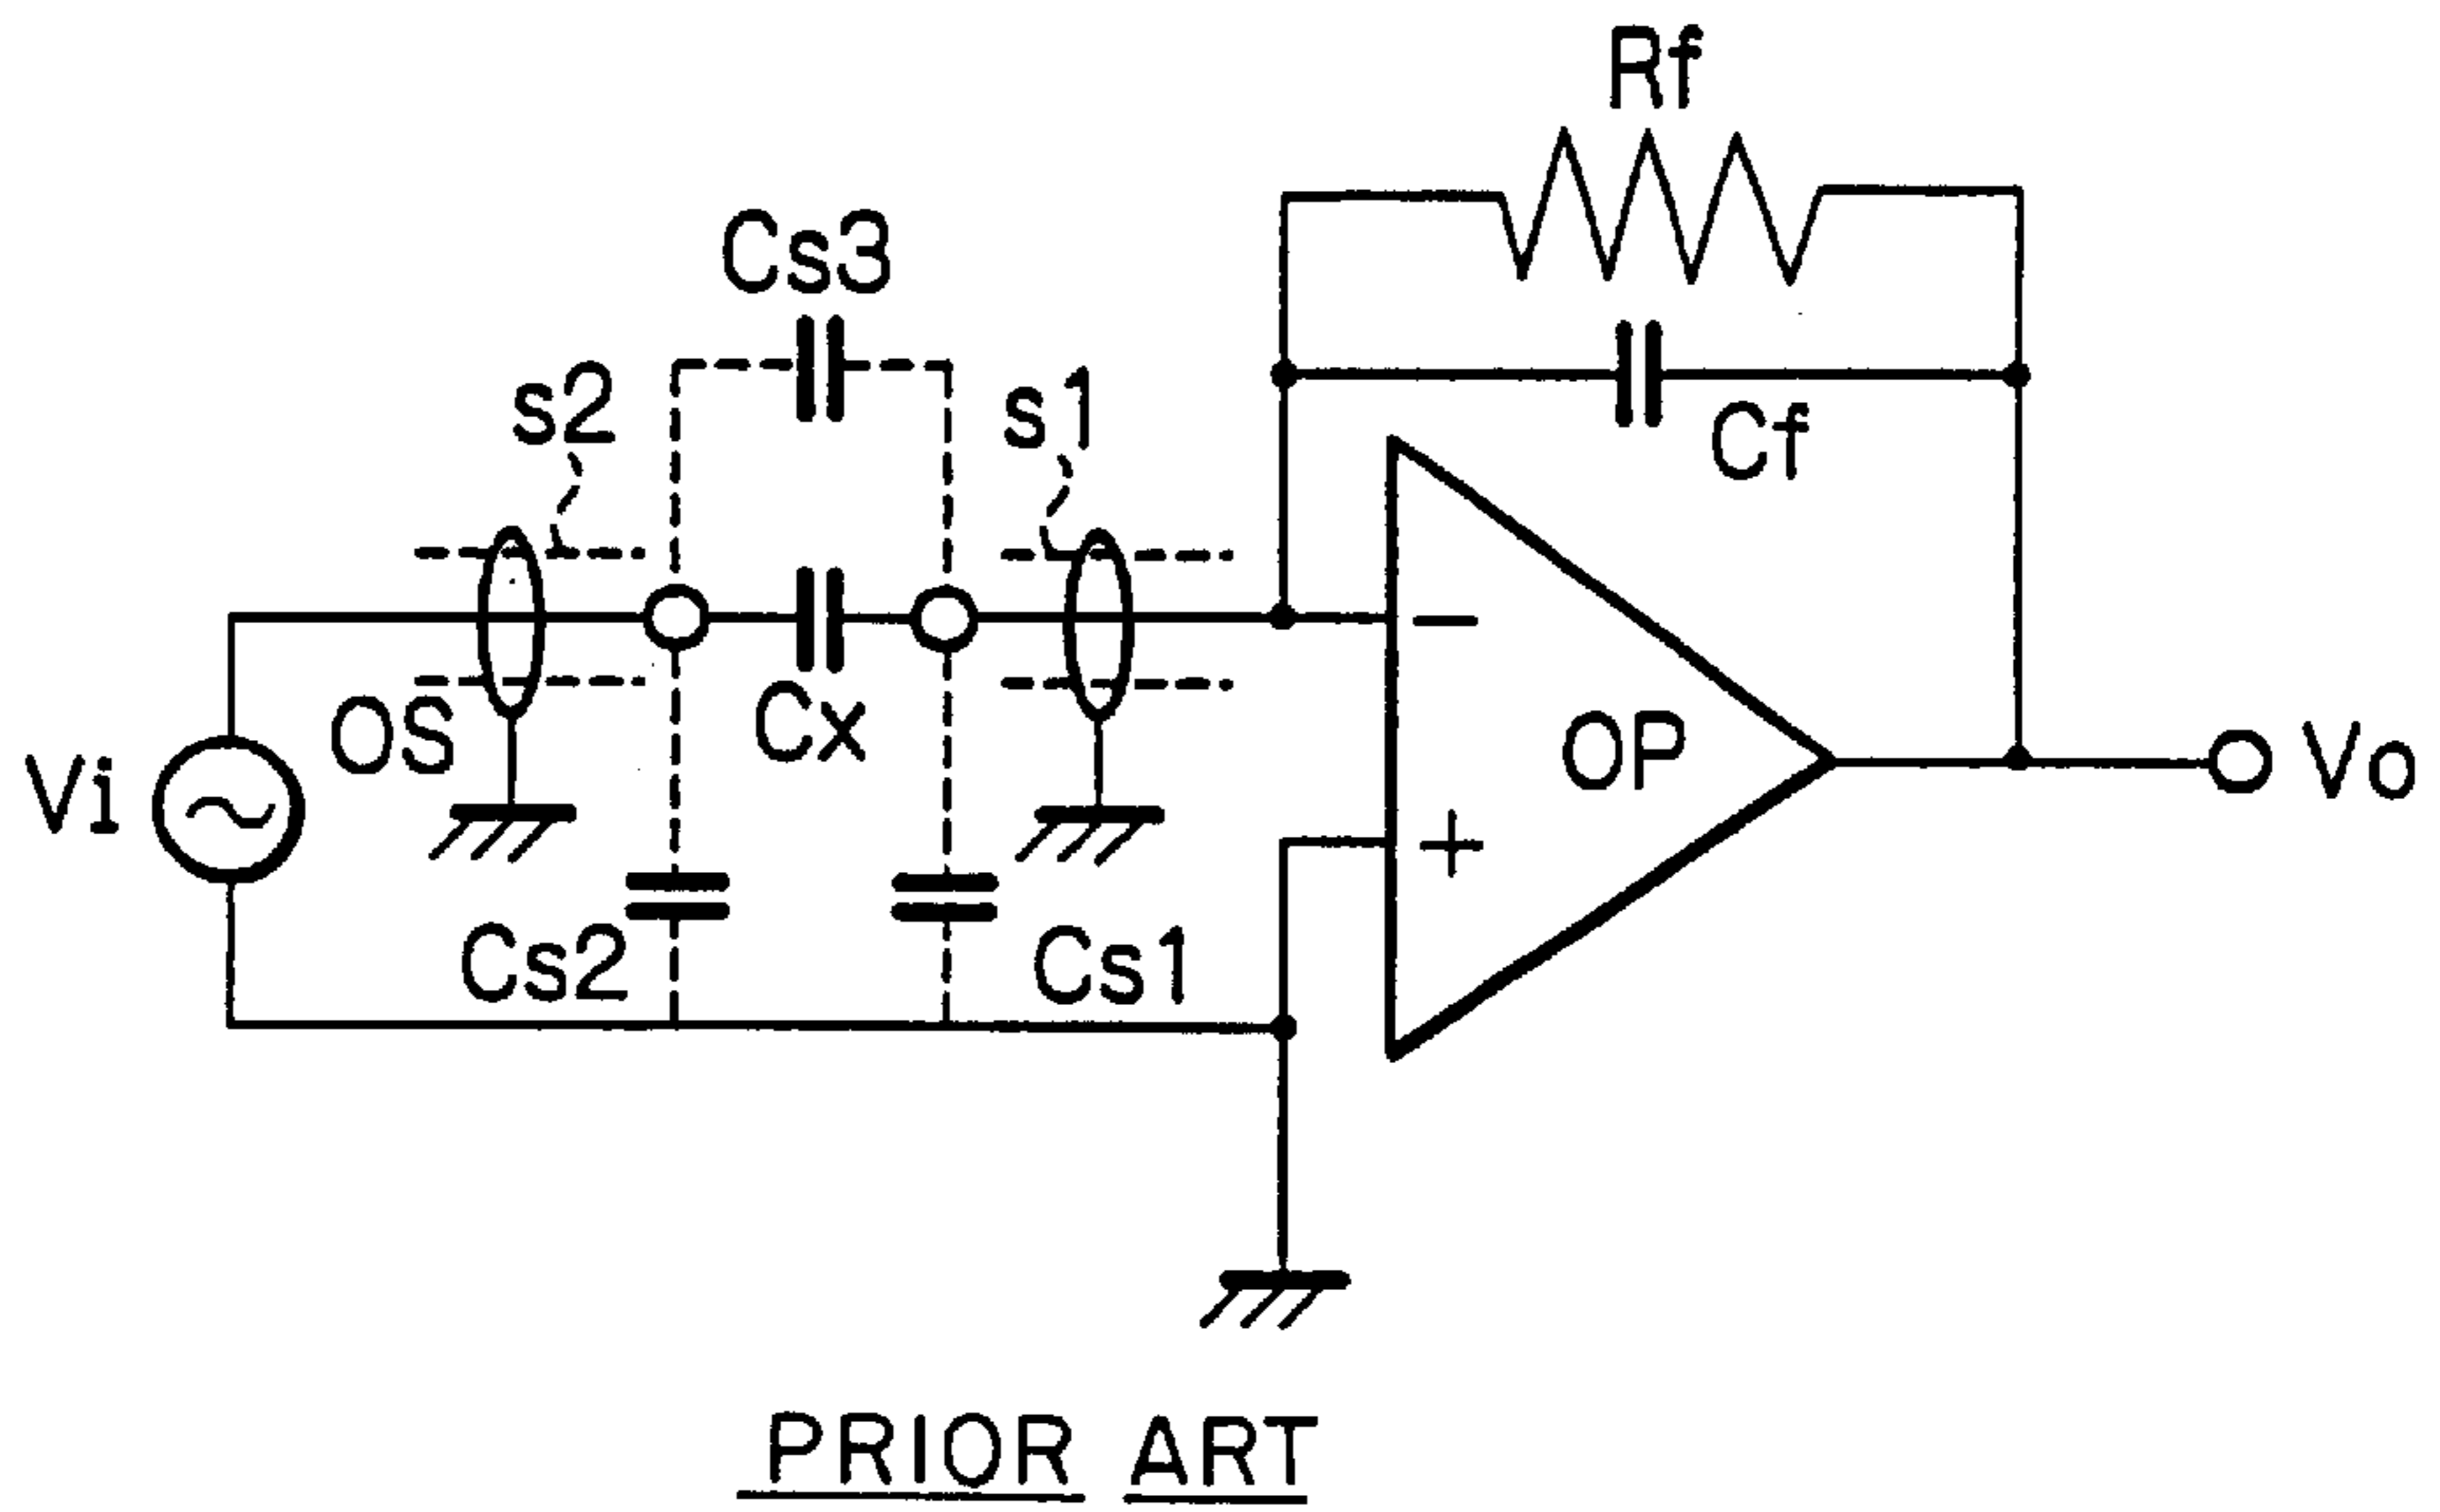 Rf
Cs3
s2
s1
Cf
Cx
OS
Vi
OP
Vo
−
+
Cs2
Cs1
PRIOR ART